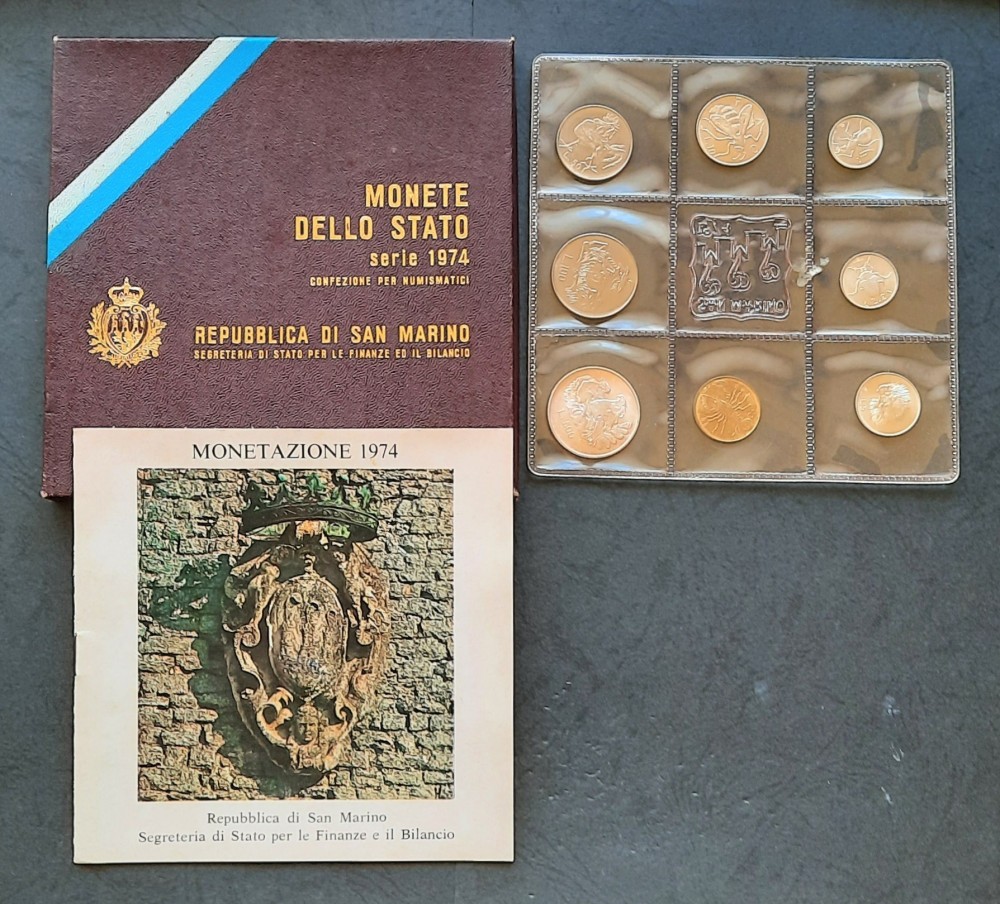 MONETE
DELLO STATO
serie 1974
CONFEZIONE PER NUMISMATICI
REPUBBLICA DI SAN MARINO
SEGRETERIA DI STATO PER LE FINANZE ED IL BILANCIO
MONETAZIONE 1974
Repubblica di San Marino
Segreteria di Stato per le Finanze e il Bilancio